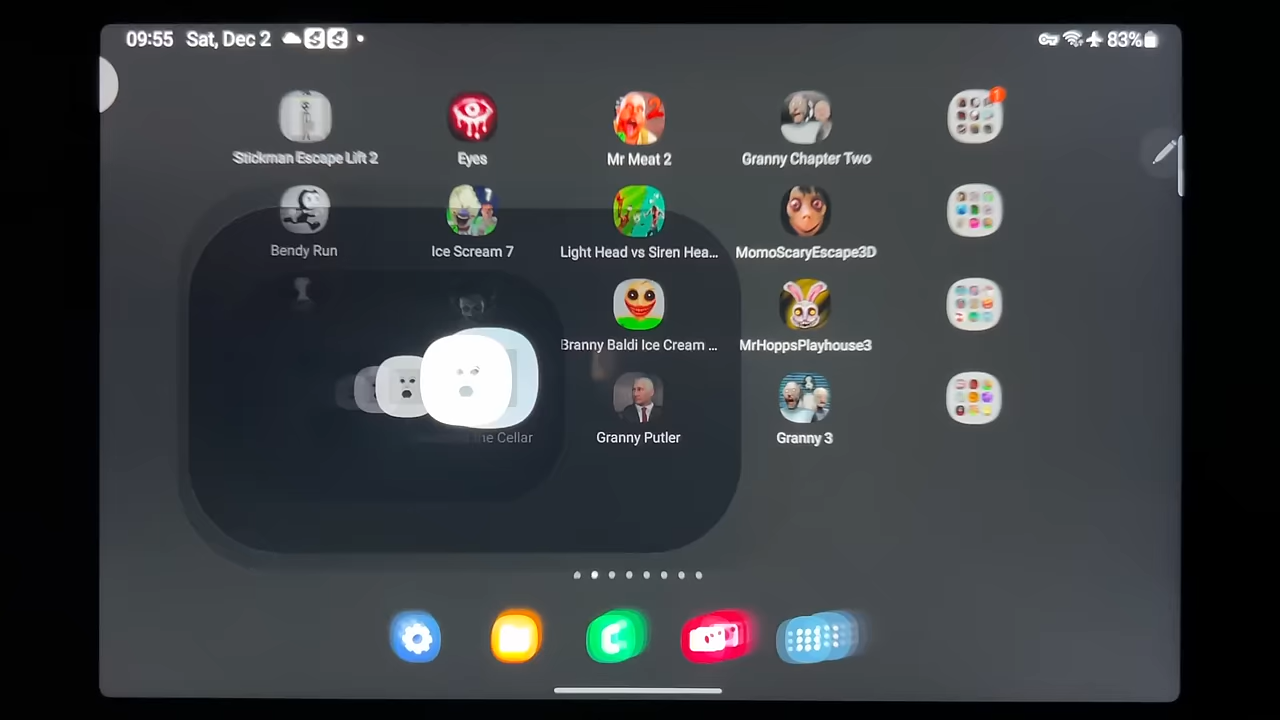 09:55 Sat, Dec 2
83%
1
Stickman Escape Lift 2
Eyes
Mr Meat 2
Granny Chapter Two
Bendy Run
Ice Scream 7
Light Head vs Siren Hea...
MomoScaryEscape3D
Branny Baldi Ice Cream ...
MrHoppsPlayhouse3
he Cellar
Granny Putler
Granny 3